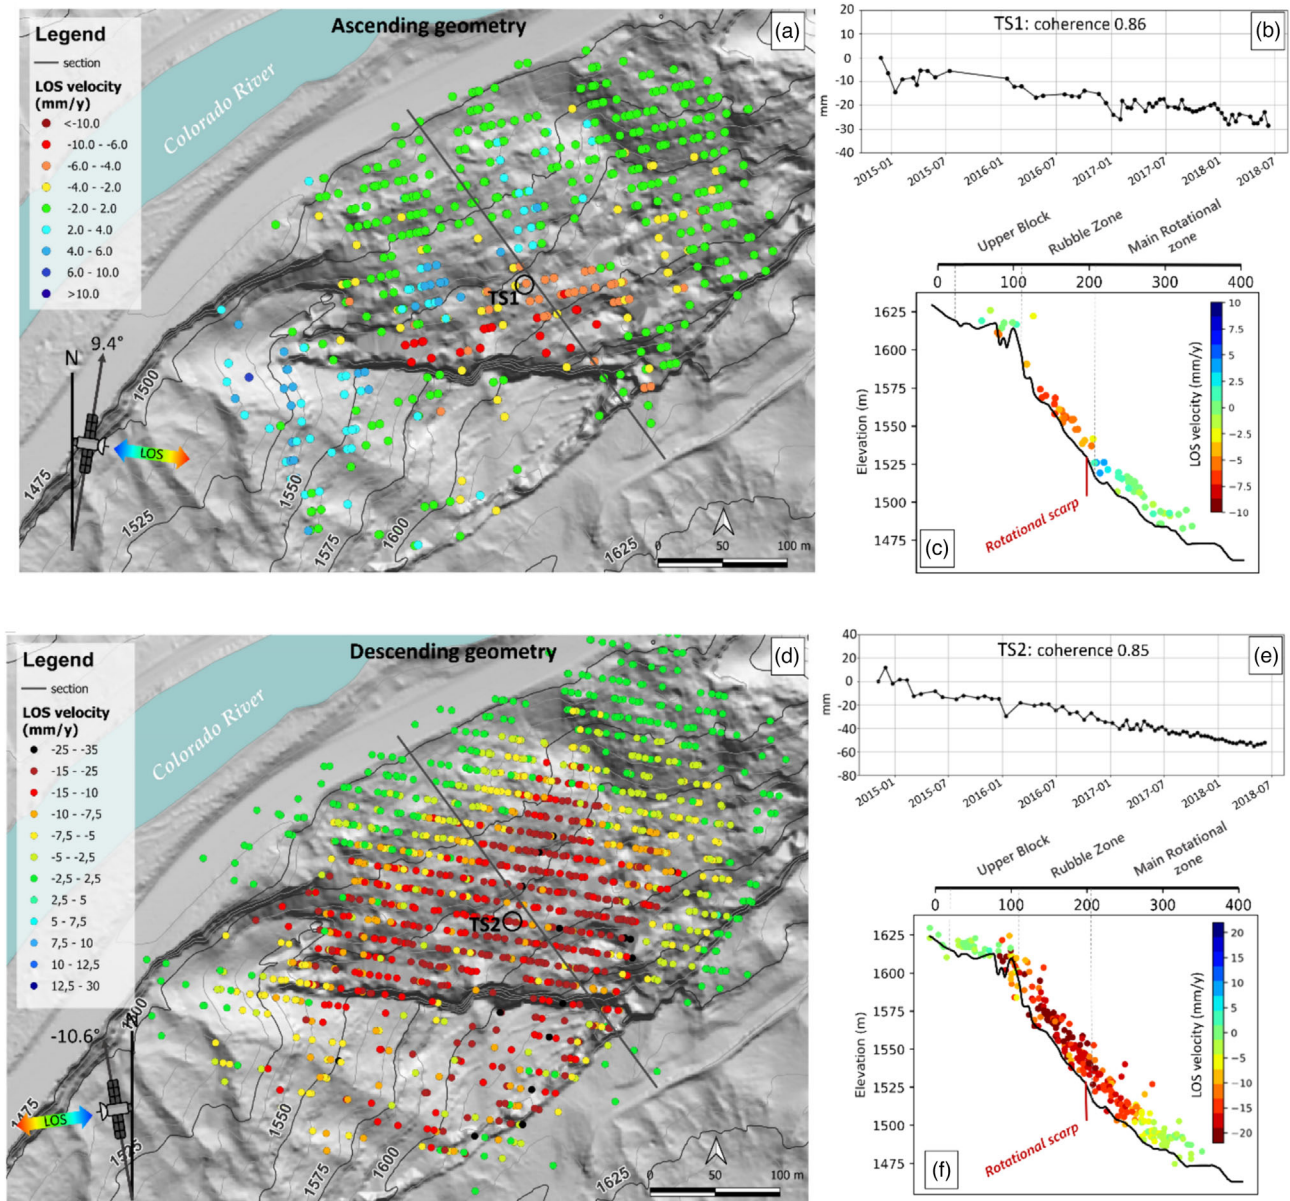 Ascending geometry
(a)
Legend
section
LOS velocity
(mm/y)
<-10.0
-10.0 - -6.0
-6.0 - -4.0
-4.0 - -2.0
-2.0 - 2.0
2.0 - 4.0
4.0 - 6.0
6.0 - 10.0
>10.0
Colorado River
TS1
N
9.4°
LOS
1500
1475
1525
1550
1575
1600
1625
0 50 100 m
TS1: coherence 0.86
(b)
20
10
0
-10
-20
-30
-40
mm
2015-01 2015-07 2016-01 2016-07 2017-01 2017-07 2018-01 2018-07
Upper Block Rubble Zone Main Rotational
zone
0 100 200 300 400
1625
1600
1575
1550
1525
1500
1475
Elevation (m)
Rotational scarp
LOS velocity (mm/y)
10
7.5
5
2.5
0
-2.5
-5
-7.5
-10
(c)
Descending geometry
(d)
Legend
section
LOS velocity
(mm/y)
-25 - -35
-15 - -25
-15 - -10
-10 - -7,5
-7,5 - -5
-5 - -2,5
-2,5 - 2,5
2,5 - 5
5 - 7,5
7,5 - 10
10 - 12,5
12,5 - 30
Colorado River
TS2
-10.6°
LOS
1475
1525
1550
1575
1600
1625
0 50 100 m
TS2: coherence 0.85
(e)
40
20
0
-20
-40
-60
-80
mm
2015-01 2015-07 2016-01 2016-07 2017-01 2017-07 2018-01 2018-07
Upper Block Rubble Zone Main Rotational
zone
0 100 200 300 400
1625
1600
1575
1550
1525
1500
1475
Elevation (m)
Rotational scarp
LOS velocity (mm/y)
20
15
10
5
0
-5
-10
-15
-20
(f)